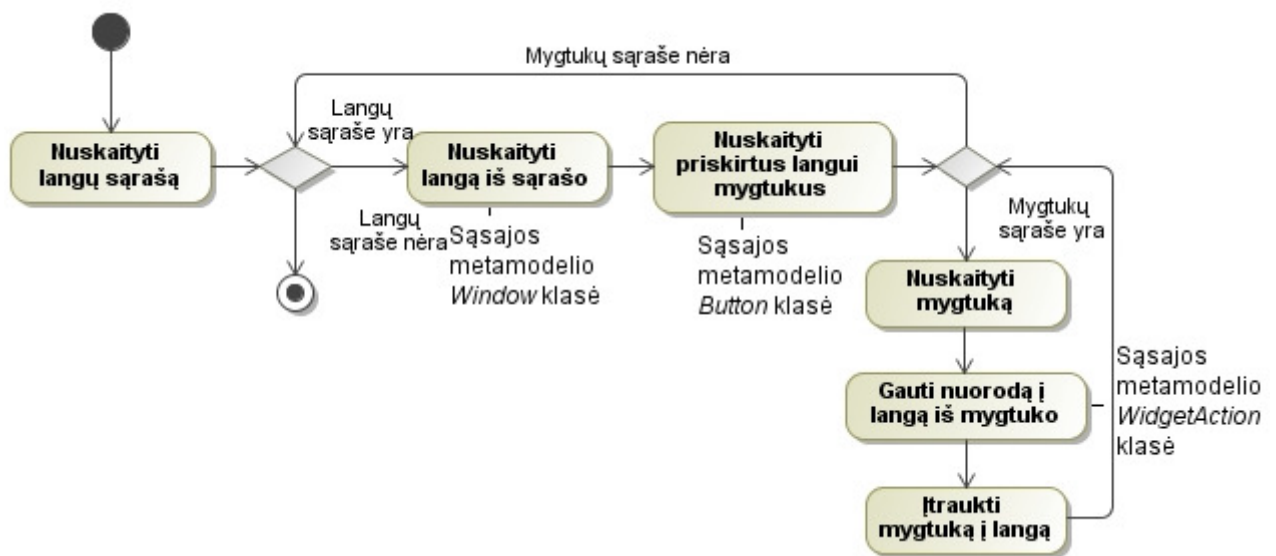 Mygtukų sąraše nėra
Langų
sąraše yra
Nuskaityti
langų sąrašą
Nuskaityti
langą iš sąrašo
Nuskaityti
priskirtus langui
mygtukus
Langų
sąraše nėra
Mygtukų
sąraše yra
Sąsajos
metamodelio
Window klasė
Sąsajos
metamodelio
Button klasė
Nuskaityti
mygtuką
Gauti nuorodą į
langą iš mygtuko
Sąsajos
metamodelio
WidgetAction
klasė
Įtraukti
mygtuką į langą